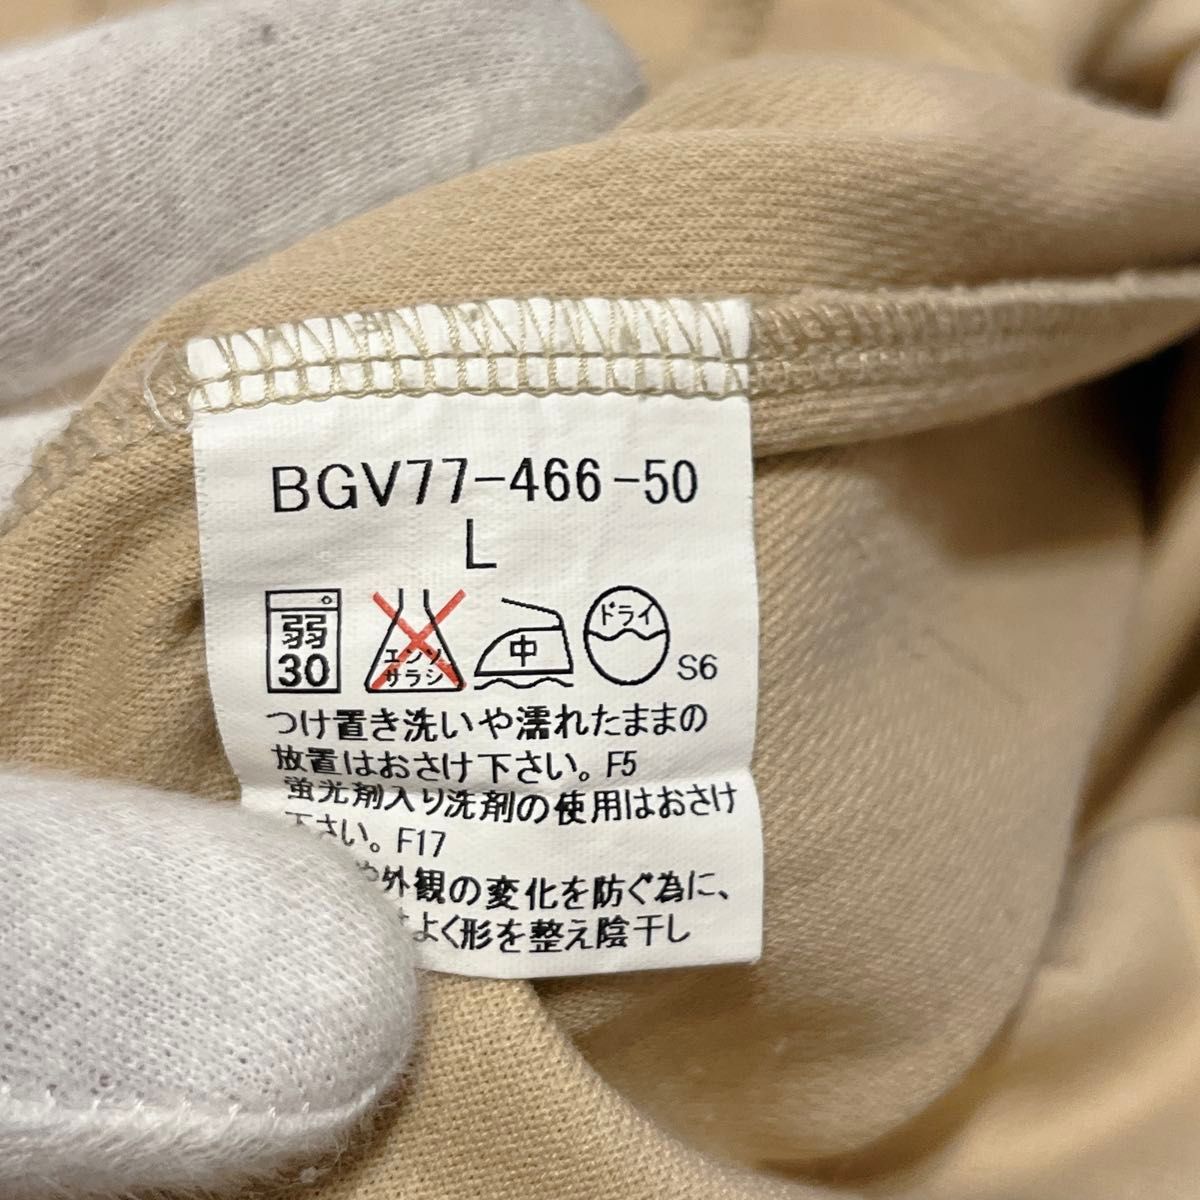 BGV77-466-50
L
弱
30
エンソ
サラシ
中
ドライ
S6
つけ置き洗いや濡れたままの
放置はおさけ下さい。F5
蛍光剤入り洗剤の使用はおさけ
下さい。F17
や外観の変化を防ぐ為に、
よく形を整え陰干し